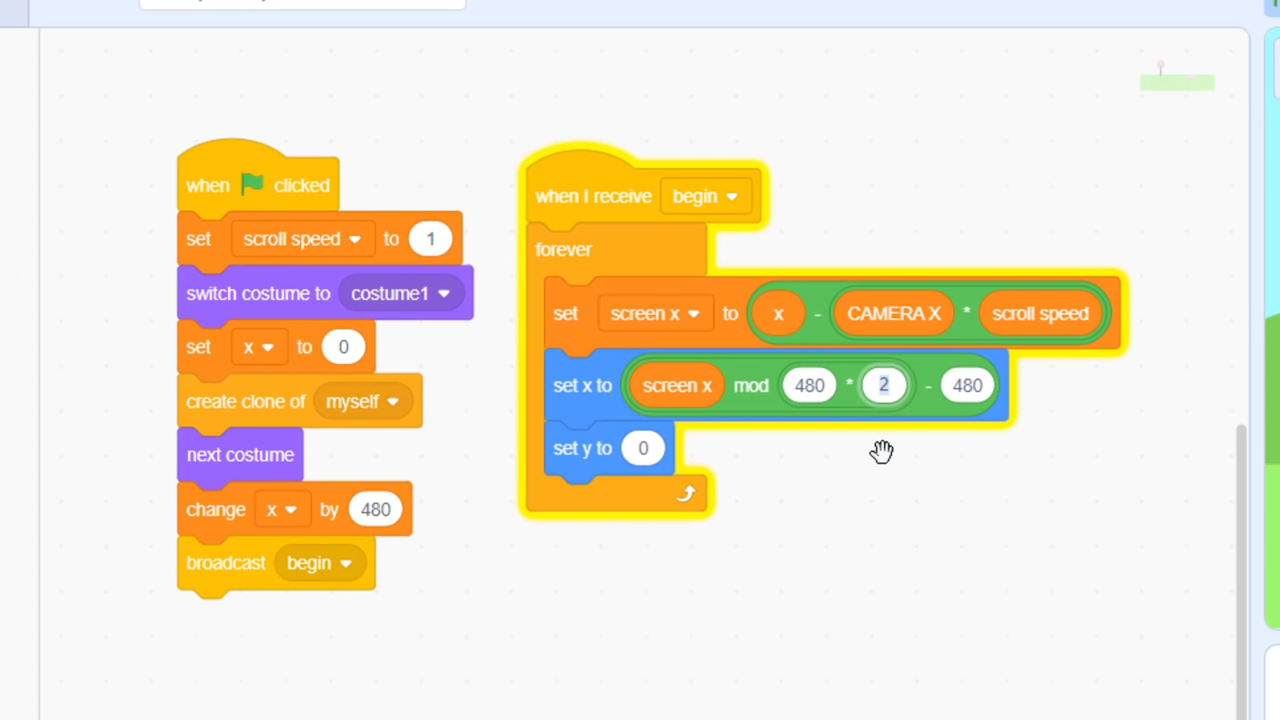 when clicked
set scroll speed to 1
switch costume to costume1
set x to 0
create clone of myself
next costume
change x by 480
broadcast begin
when I receive begin
forever
set screen x to x - CAMERA X * scroll speed
set x to screen x mod 480 * 2 - 480
set y to 0